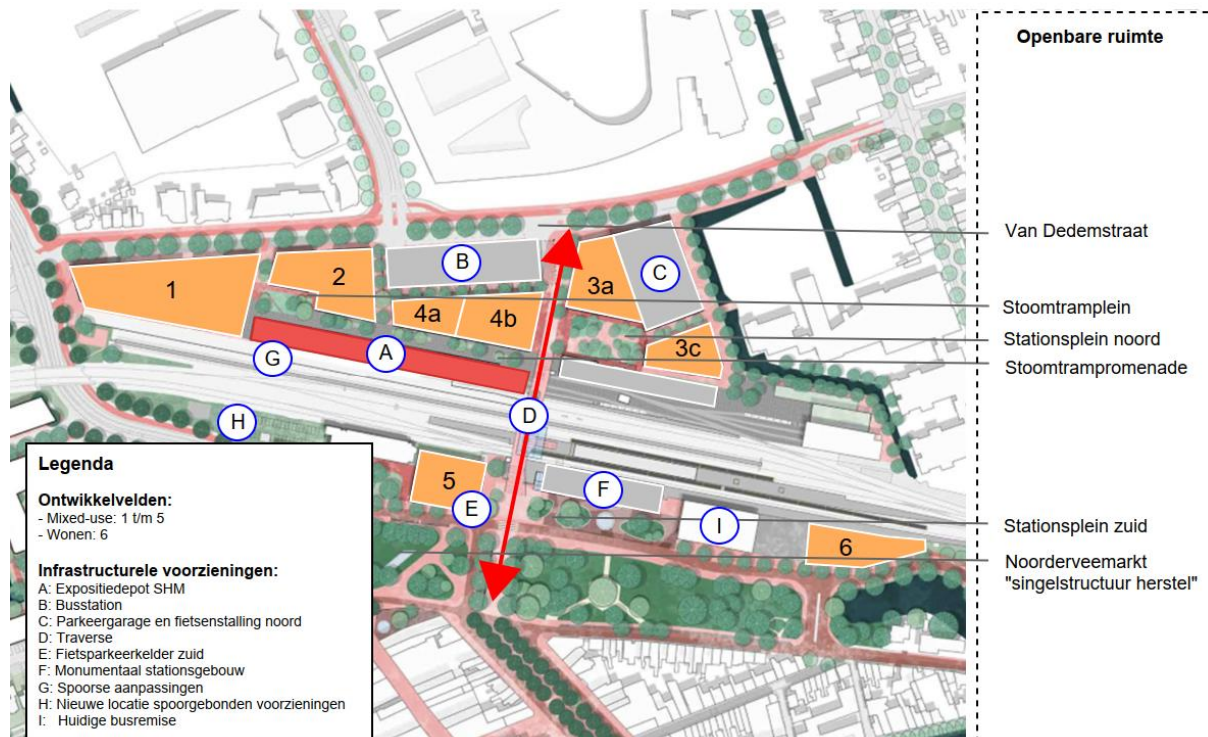 Openbare ruimte
Van Dedemstraat
Stoomtramplein
Stationsplein noord
Stoomtrampromenade
Stationsplein zuid
Noorderveemarkt
"singelstructuur herstel"
1
2
B
3a
C
4a
4b
3c
G
A
D
H
5
E
F
I
6
Legenda
Ontwikkelvelden:
- Mixed-use: 1 t/m 5
- Wonen: 6
Infrastructurele voorzieningen:
A: Expositiedepot SHM
B: Busstation
C: Parkeergarage en fietsenstalling noord
D: Traverse
E: Fietsparkeerkelder zuid
F: Monumentaal stationsgebouw
G: Spoorse aanpassingen
H: Nieuwe locatie spoorgebonden voorzieningen
I: Huidige busremise